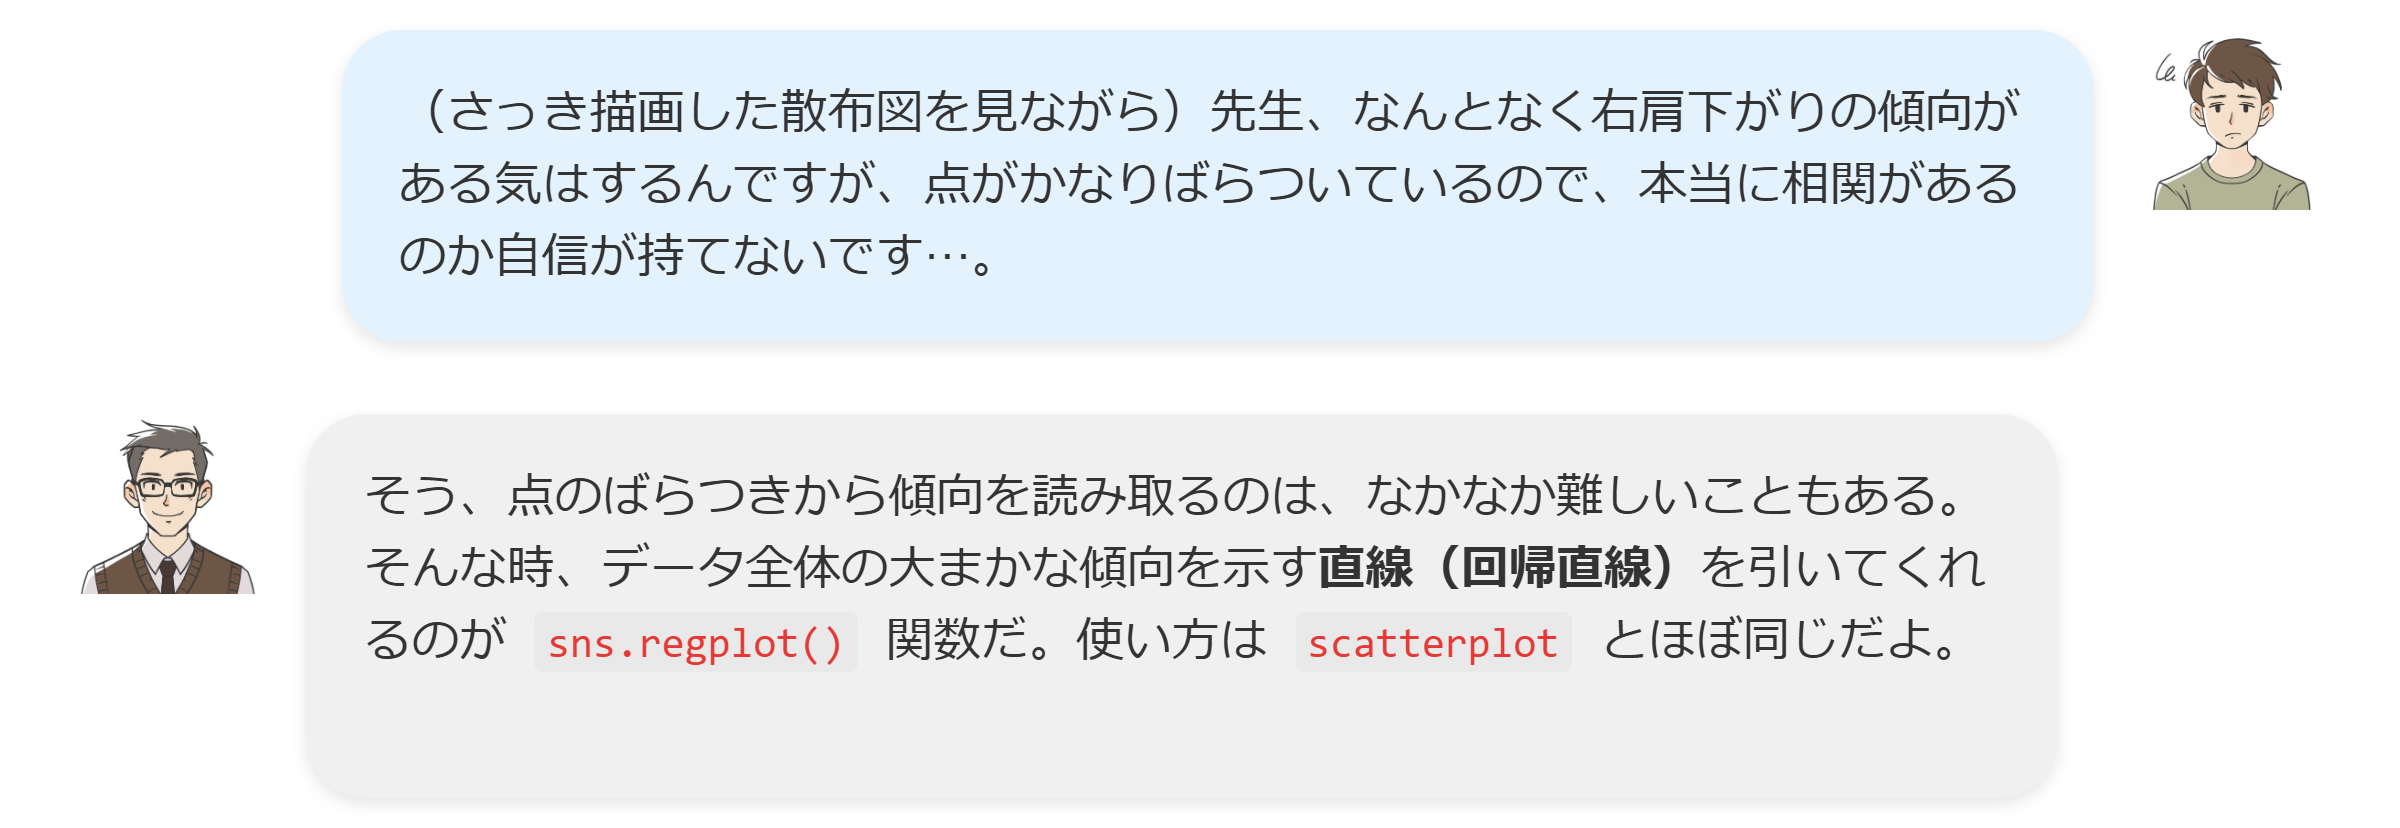 （さっき描画した散布図を見ながら）先生、なんとなく右肩下がりの傾向が
ある気はするんですが、点がかなりばらついているので、本当に相関がある
のか自信が持てないです…。
そう、点のばらつきから傾向を読み取るのは、なかなか難しいこともある。
そんな時、データ全体の大まかな傾向を示す直線（回帰直線）を引いてくれ
るのが sns.regplot() 関数だ。使い方は scatterplot とほぼ同じだよ。